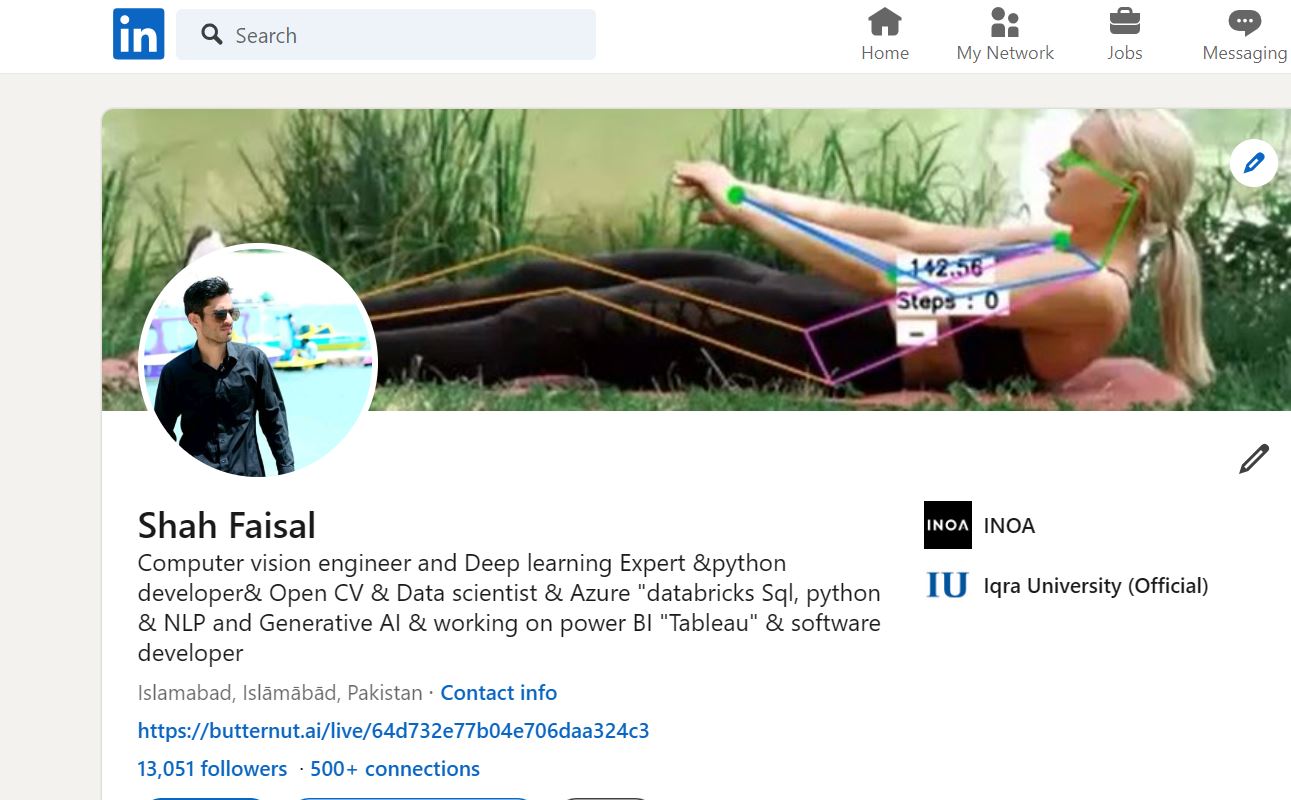 in
Search
Home
My Network
Jobs
Messaging
142.56
Steps : 0
Shah Faisal
Computer vision engineer and Deep learning Expert &python
developer& Open CV & Data scientist & Azure "databricks Sql, python
& NLP and Generative AI & working on power BI "Tableau" & software
developer
Islamabad, Islāmābād, Pakistan · Contact info
https://butternut.ai/live/64d732e77b04e706daa324c3
13,051 followers · 500+ connections
INOA INOA
IU Iqra University (Official)